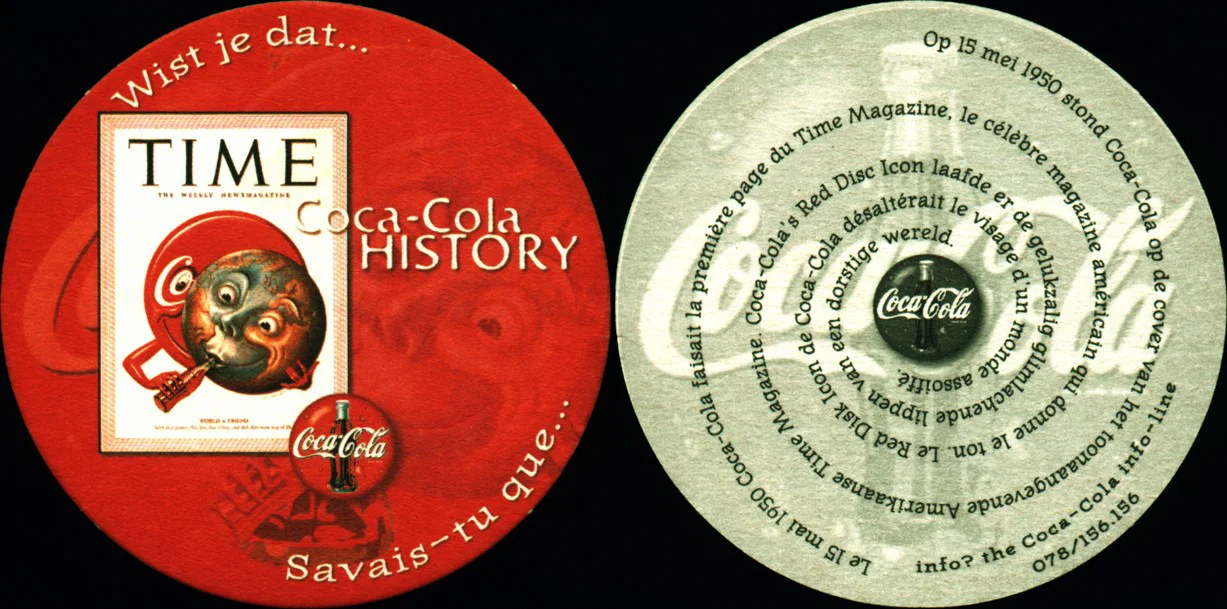 Wist je dat...
TIME
THE WEEKLY NEWSMAGAZINE
Coca-Cola
HISTORY
WORLD & FRIEND
Coca-Cola
Savais-tu que...
Op 15 mei 1950 stond Coca-Cola op de cover van het toonaangevende Amerikaanse Time Magazine. Coca-Cola's Red Disc Icon laafde er de gelukzalig glimlachende lippen van een dorstige wereld.
Le 15 mai 1950 Coca-Cola faisait la première page du Time Magazine, le célèbre magazine américain qui donne le ton. Le Red Disk Icon de Coca-Cola désaltérait le visage d'un monde assoiffé.
Coca-Cola
Coca-Cola
info? the Coca-Cola info-line
078/156.156